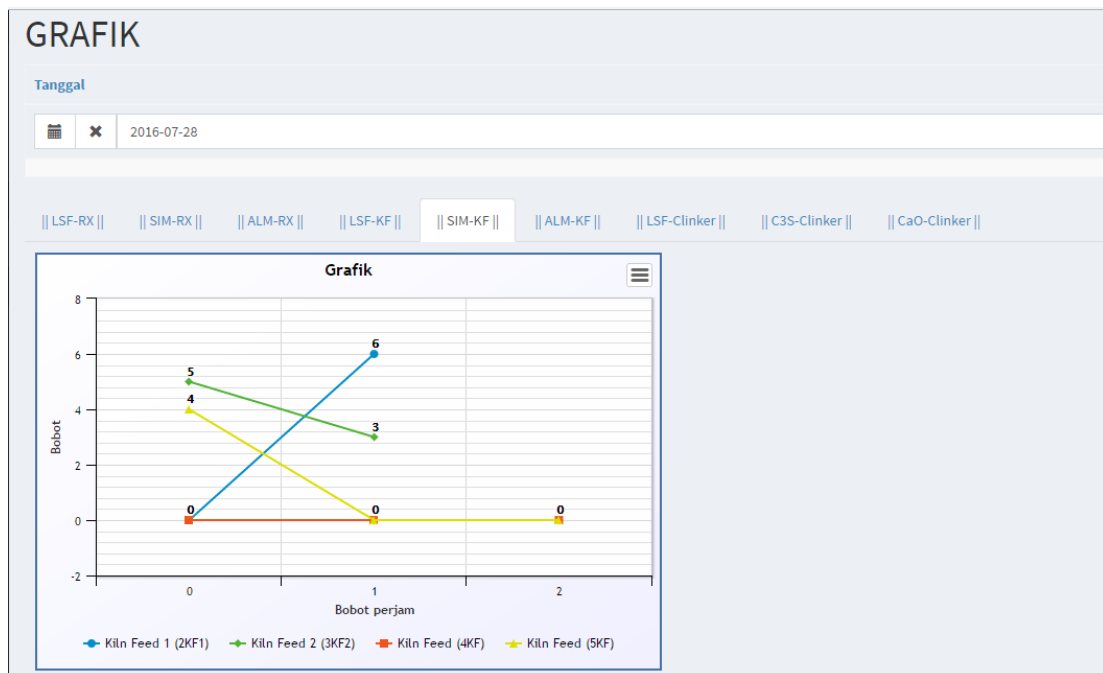 GRAFIK
Tanggal
2016-07-28
|| LSF-RX || || SIM-RX || || ALM-RX || || LSF-KF || || SIM-KF || || ALM-KF || || LSF-Clinker || || C3S-Clinker || || CaO-Clinker ||
Grafik
8
6
4
2
0
-2
Bobot
5
4
0
6
3
0
0
0 1 2
Bobot perjam
Kiln Feed 1 (2KF1) Kiln Feed 2 (3KF2) Kiln Feed (4KF) Kiln Feed (5KF)